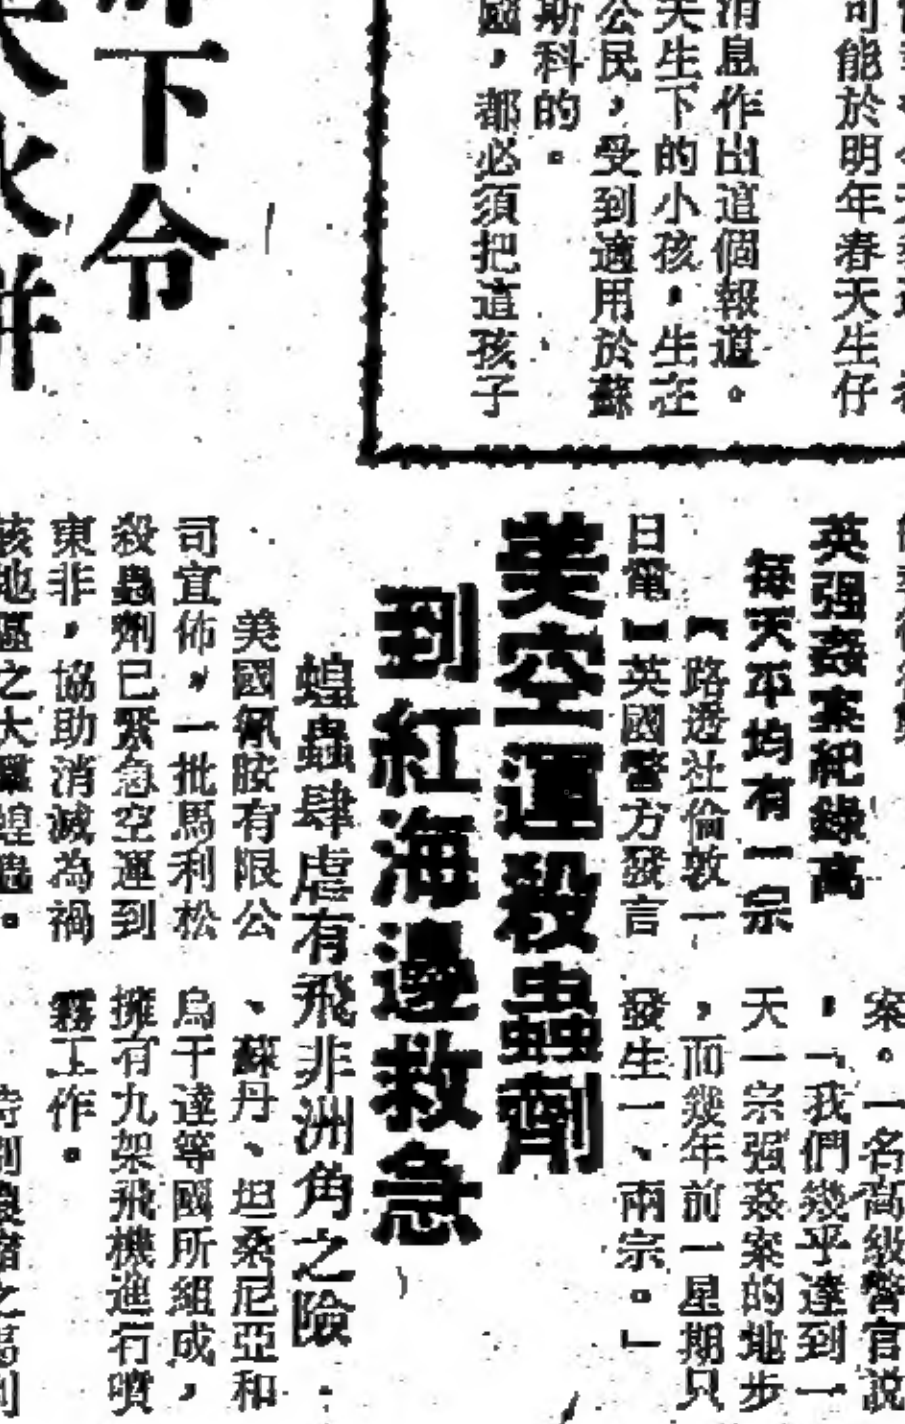 可能於明年春天生仔
消息作出這個報道。
天生下的小孩，生在
公民，受到適用於蘇
斯科的。
國，都必須把這孩子
下令
英强姦案紀錄高
每天平均有一宗
【路透社倫敦一
日電】英國警方發言
案。一名高級警官説
，「我們幾乎達到一
天一宗强姦案的地步
，而幾年前一星期只
發生一、兩宗。」
美空運殺蟲劑
到紅海邊救急
蝗蟲肆虐有飛非洲角之險
美國氰胺有限公
司宣佈，一批馬利松
殺蟲劑已緊急空運到
東非，協助消滅為禍
該地區之大羣蝗蟲。
、蘇丹、坦桑尼亞和
烏干達等國所組成，
擁有九架飛機進行噴
霧工作。